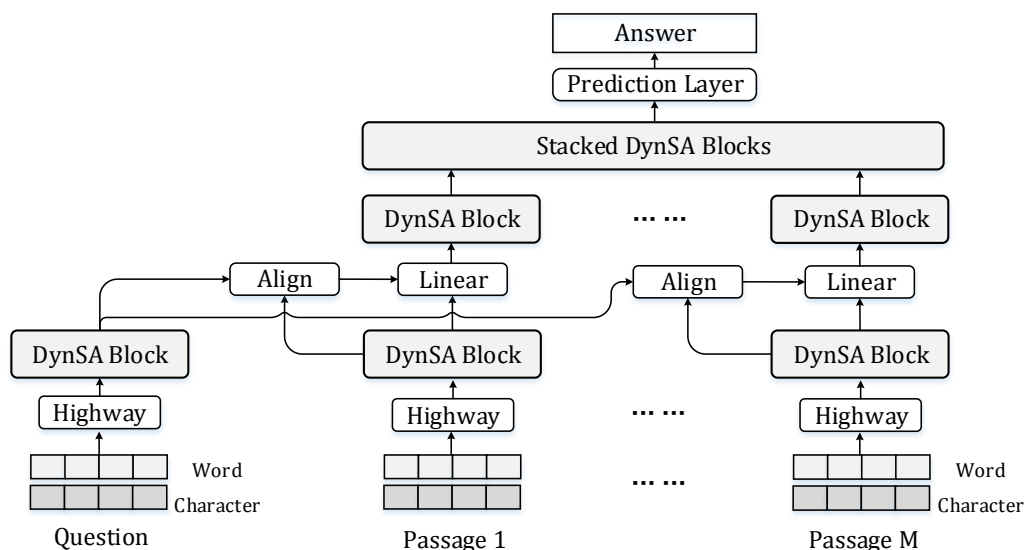 Answer
Prediction Layer
Stacked DynSA Blocks
DynSA Block ... ... DynSA Block
Align Linear Align Linear
DynSA Block DynSA Block DynSA Block
Highway Highway ... ... Highway
Word ... ... Word
Character Character
Question Passage 1 Passage M